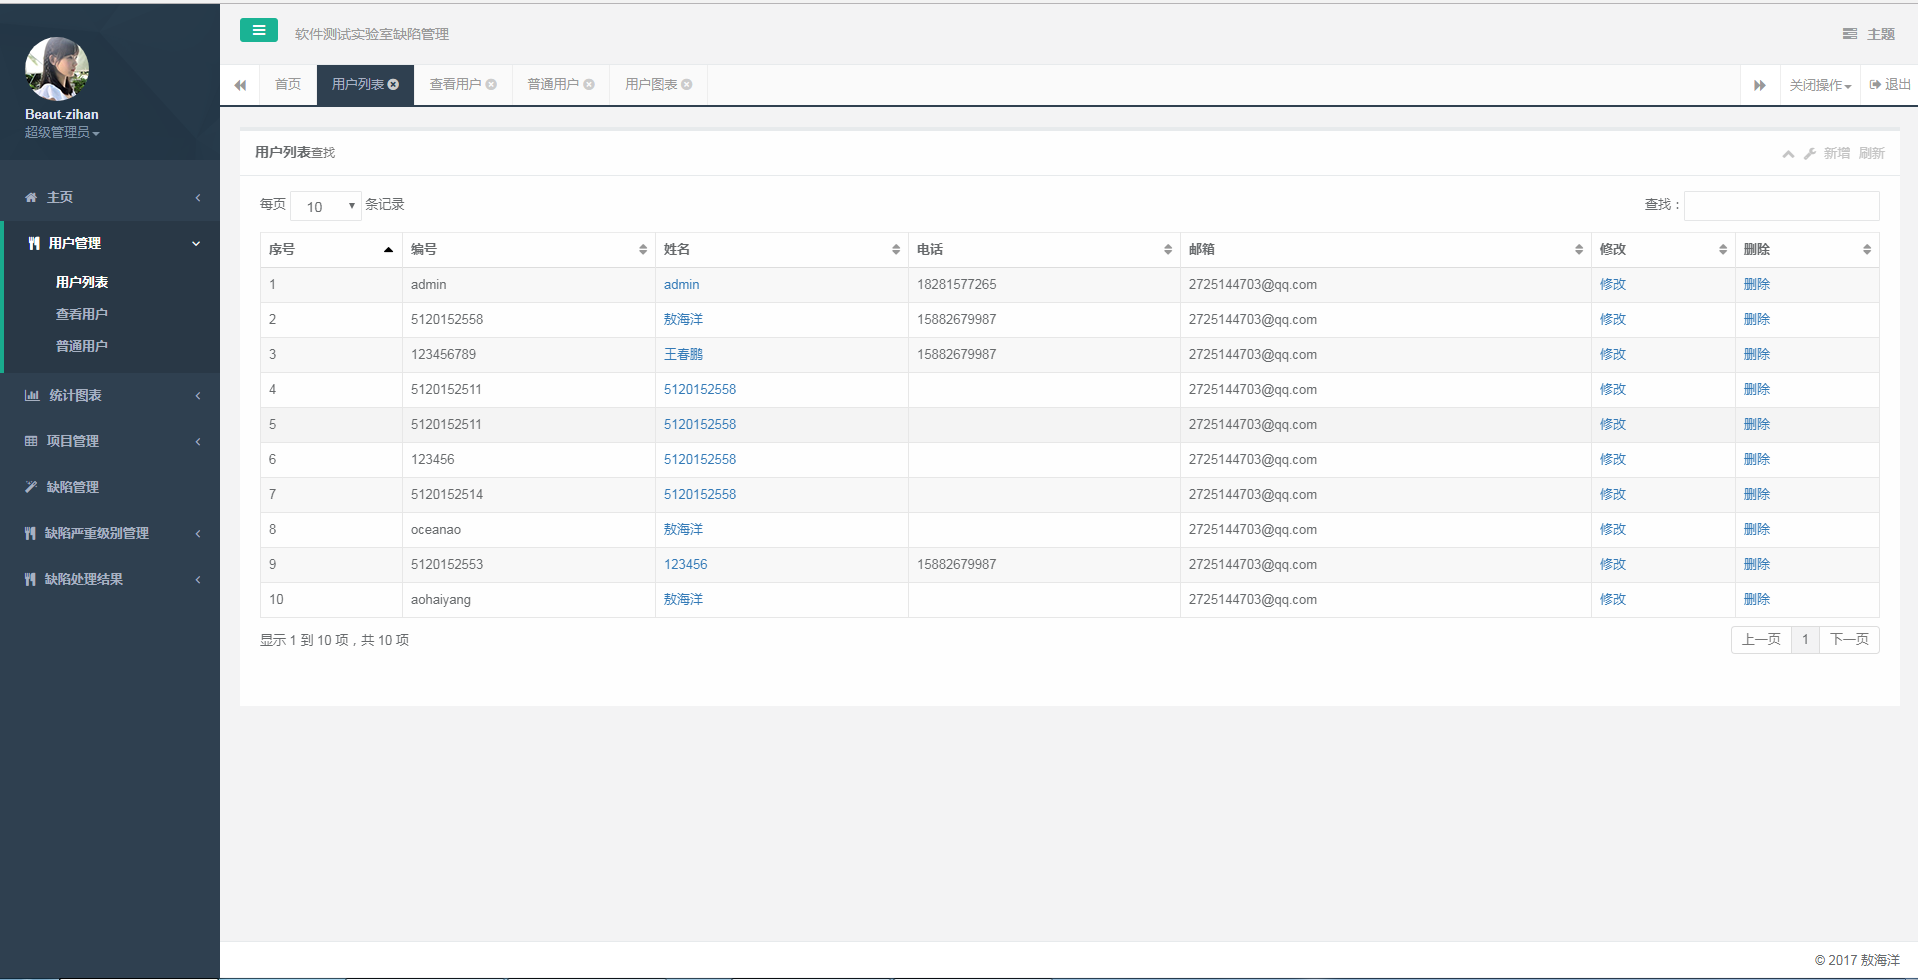 Beaut-zihan
超级管理员
主页
用户管理
用户列表
查看用户
普通用户
统计图表
项目管理
缺陷管理
缺陷严重级别管理
缺陷处理结果
软件测试实验室缺陷管理 主题
首页 用户列表 查看用户 普通用户 用户图表 关闭操作 退出
用户列表查找 新增 刷新
每页 10 条记录 查找：
序号 编号 姓名 电话 邮箱 修改 删除
1 admin admin 18281577265 2725144703@qq.com 修改 删除
2 5120152558 敖海洋 15882679987 2725144703@qq.com 修改 删除
3 123456789 王春鹏 15882679987 2725144703@qq.com 修改 删除
4 5120152511 5120152558 2725144703@qq.com 修改 删除
5 5120152511 5120152558 2725144703@qq.com 修改 删除
6 123456 5120152558 2725144703@qq.com 修改 删除
7 5120152514 5120152558 2725144703@qq.com 修改 删除
8 oceanao 敖海洋 2725144703@qq.com 修改 删除
9 5120152553 123456 15882679987 2725144703@qq.com 修改 删除
10 aohaiyang 敖海洋 2725144703@qq.com 修改 删除
显示 1 到 10 项，共 10 项 上一页 1 下一页
© 2017 敖海洋